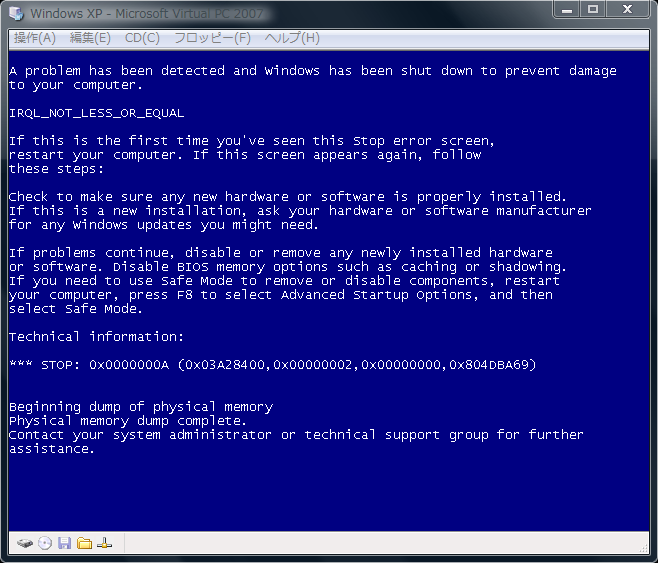 Windows XP - Microsoft Virtual PC 2007
操作(A) 編集(E) CD(C) フロッピー(F) ヘルプ(H)
A problem has been detected and Windows has been shut down to prevent damage
to your computer.
IRQL_NOT_LESS_OR_EQUAL
If this is the first time you've seen this Stop error screen,
restart your computer. If this screen appears again, follow
these steps:
Check to make sure any new hardware or software is properly installed.
If this is a new installation, ask your hardware or software manufacturer
for any Windows updates you might need.
If problems continue, disable or remove any newly installed hardware
or software. Disable BIOS memory options such as caching or shadowing.
If you need to use Safe Mode to remove or disable components, restart
your computer, press F8 to select Advanced Startup Options, and then
select Safe Mode.
Technical information:
*** STOP: 0x0000000A (0x03A28400,0x00000002,0x00000000,0x804DBA69)
Beginning dump of physical memory
Physical memory dump complete.
Contact your system administrator or technical support group for further
assistance.